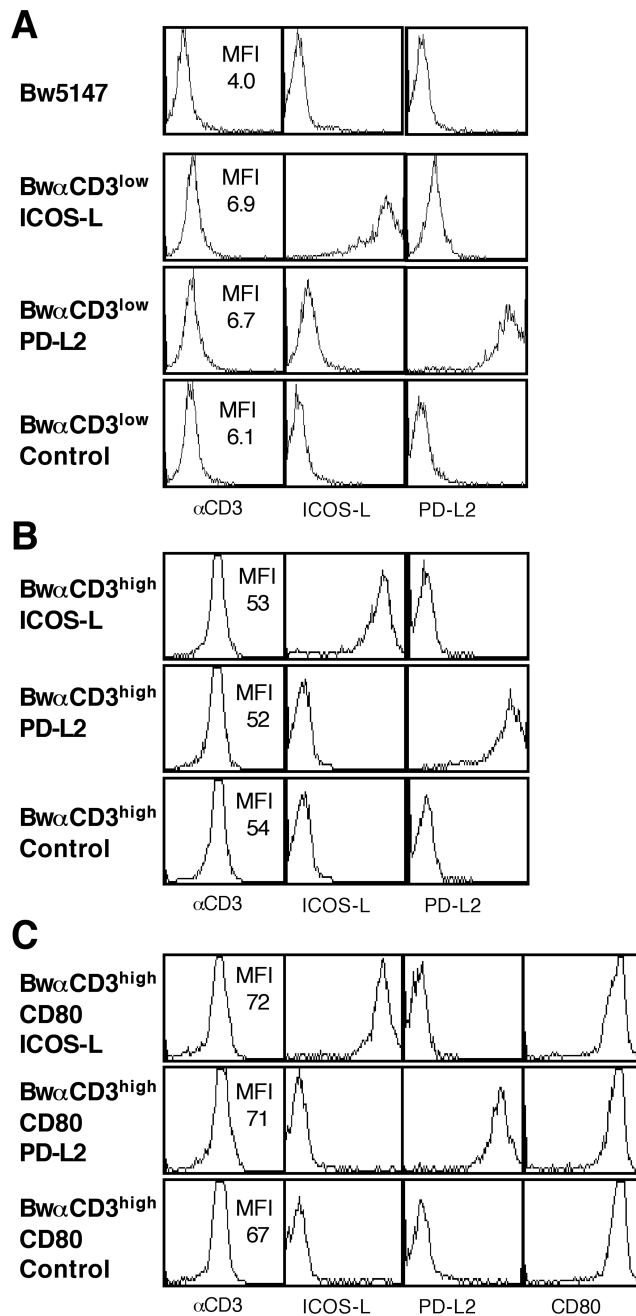 A
Bw5147
MFI
4.0
BwαCD3low
ICOS-L
MFI
6.9
BwαCD3low
PD-L2
MFI
6.7
BwαCD3low
Control
MFI
6.1
αCD3 ICOS-L PD-L2
B
BwαCD3high
ICOS-L
MFI
53
BwαCD3high
PD-L2
MFI
52
BwαCD3high
Control
MFI
54
αCD3 ICOS-L PD-L2
C
BwαCD3high
CD80
ICOS-L
MFI
72
BwαCD3high
CD80
PD-L2
MFI
71
BwαCD3high
CD80
Control
MFI
67
αCD3 ICOS-L PD-L2 CD80